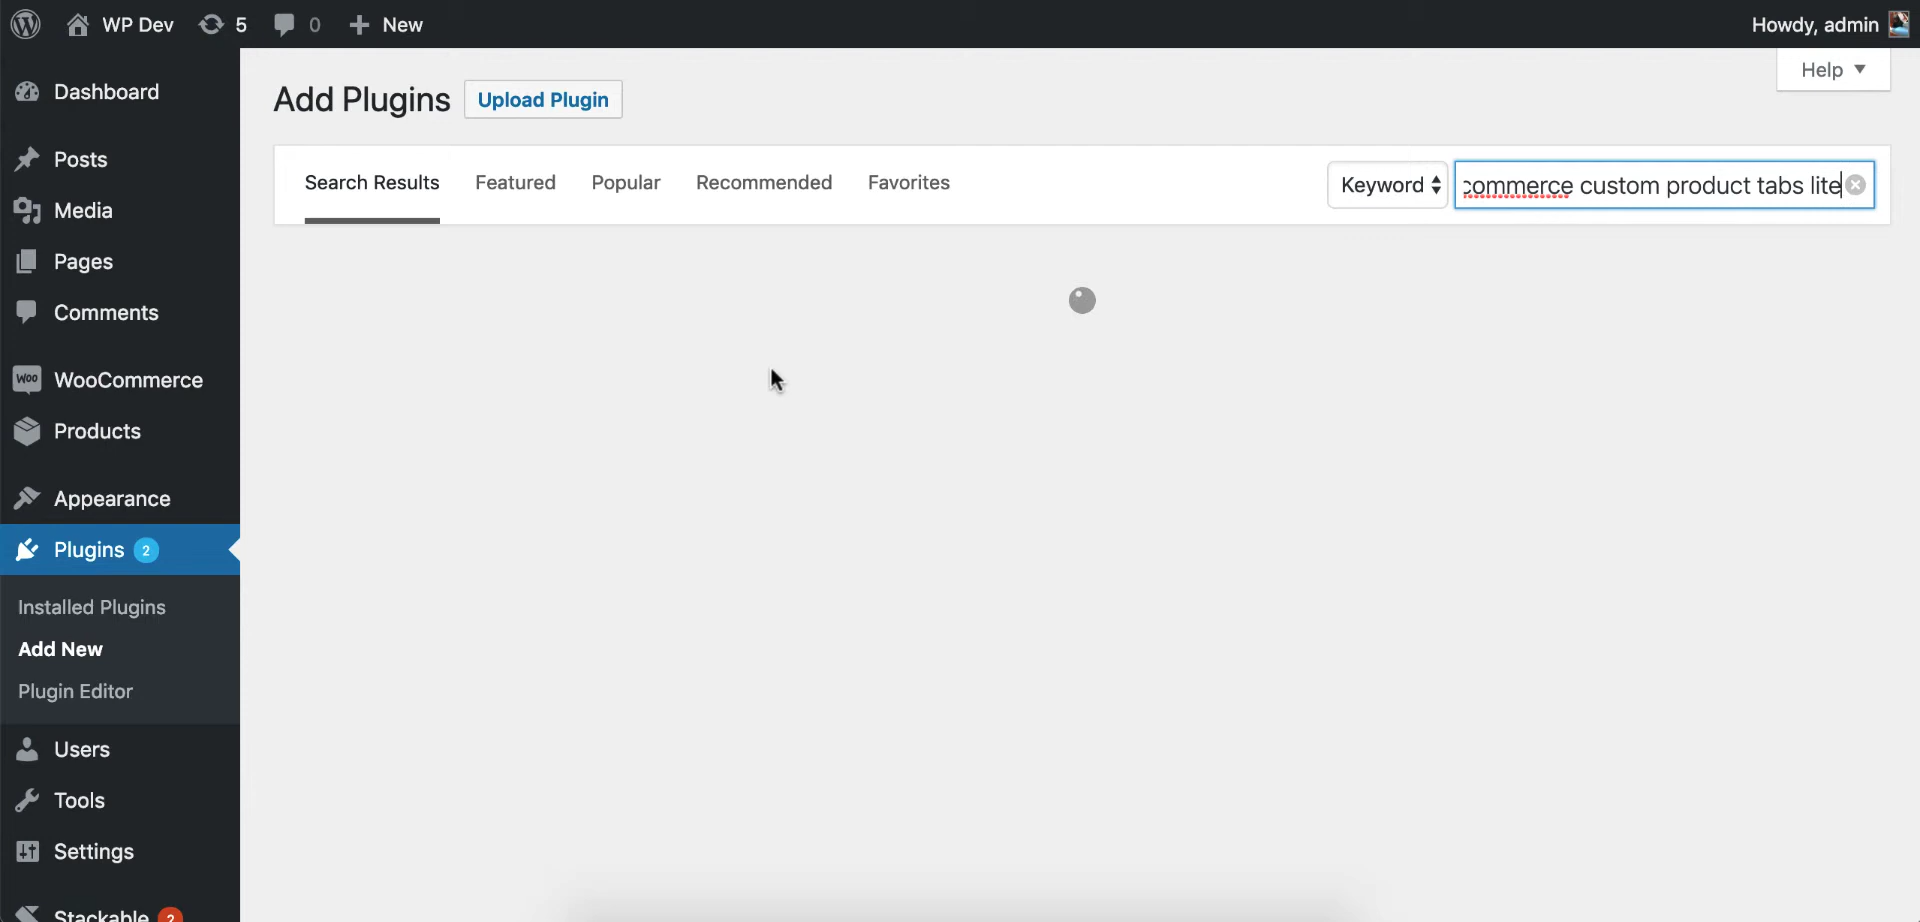 WP Dev 5 0 + New
Howdy, admin
Help ▼
Dashboard
Posts
Media
Pages
Comments
WOO WooCommerce
Products
Appearance
Plugins 2
Installed Plugins
Add New
Plugin Editor
Users
Tools
Settings
Stackable 2
Add Plugins Upload Plugin
Search Results Featured Popular Recommended Favorites
Keyword commerce custom product tabs lite